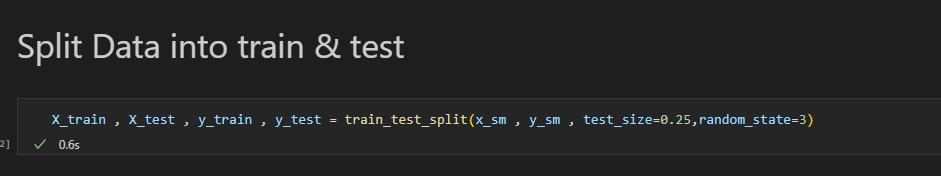 Split Data into train & test
X_train , X_test , y_train , y_test = train_test_split(x_sm , y_sm , test_size=0.25,random_state=3)
2]
0.6s